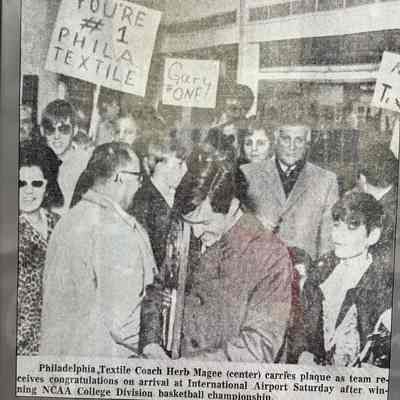 YOU'RE
# 1
PHILA
TEXTILE
Gary
#ONE!
T.
Philadelphia Textile Coach Herb Magee (center) carries plaque as team re-
ceives congratulations on arrival at International Airport Saturday after win-
ning NCAA College Division basketball championship.